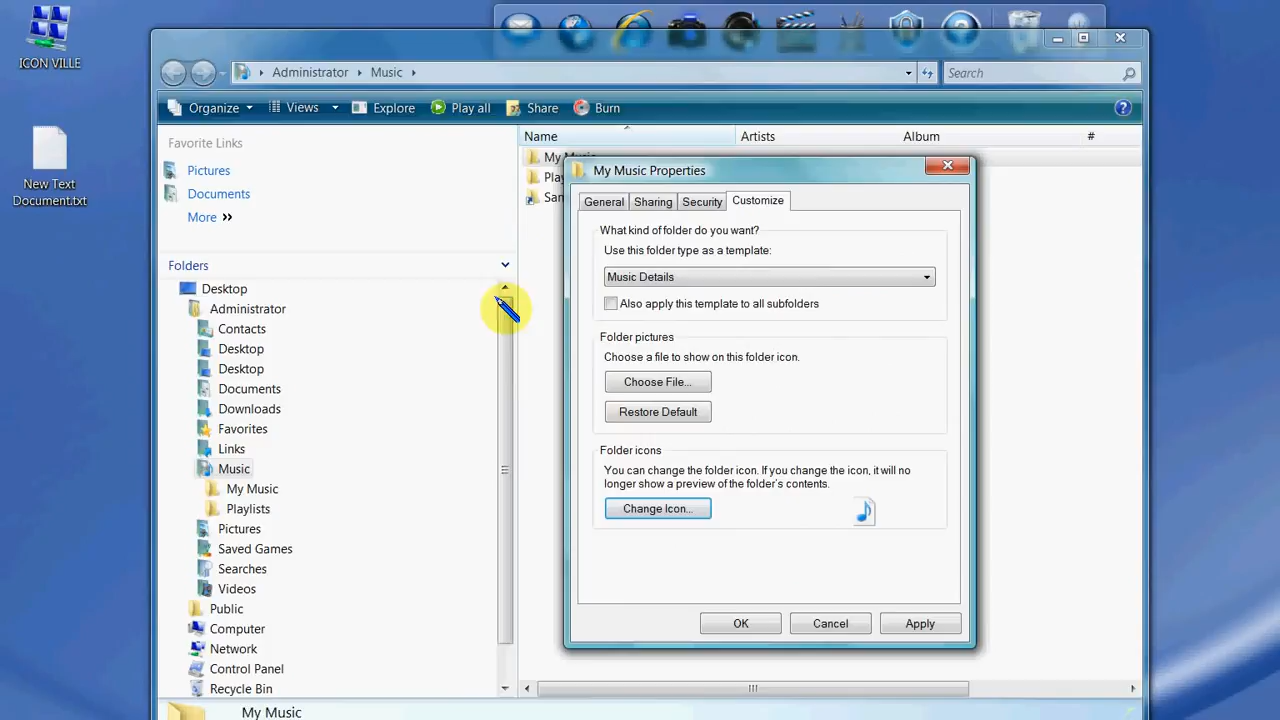 ICON VILLE
New Text
Document.txt
Administrator
Music
Search
Organize
Views
Explore
Play all
Share
Burn
Favorite Links
Pictures
Documents
More
Folders
Desktop
Administrator
Contacts
Desktop
Desktop
Documents
Downloads
Favorites
Links
Music
My Music
Playlists
Pictures
Saved Games
Searches
Videos
Public
Computer
Network
Control Panel
Recycle Bin
My Music
Name
Artists
Album
#
My Music Properties
General
Sharing
Security
Customize
What kind of folder do you want?
Use this folder type as a template:
Music Details
Also apply this template to all subfolders
Folder pictures
Choose a file to show on this folder icon.
Choose File...
Restore Default
Folder icons
You can change the folder icon. If you change the icon, it will no
longer show a preview of the folder's contents.
Change Icon...
OK
Cancel
Apply